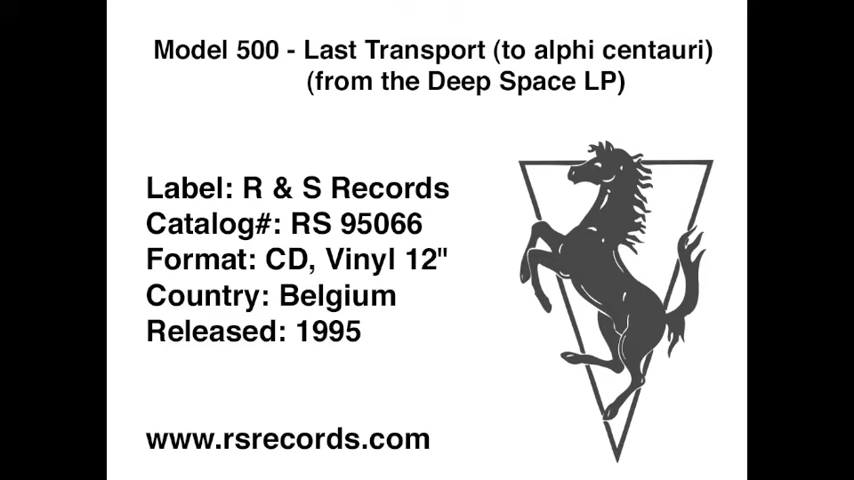 Model 500 - Last Transport (to alphi centauri)
(from the Deep Space LP)
Label: R & S Records
Catalog#: RS 95066
Format: CD, Vinyl 12"
Country: Belgium
Released: 1995
www.rsrecords.com